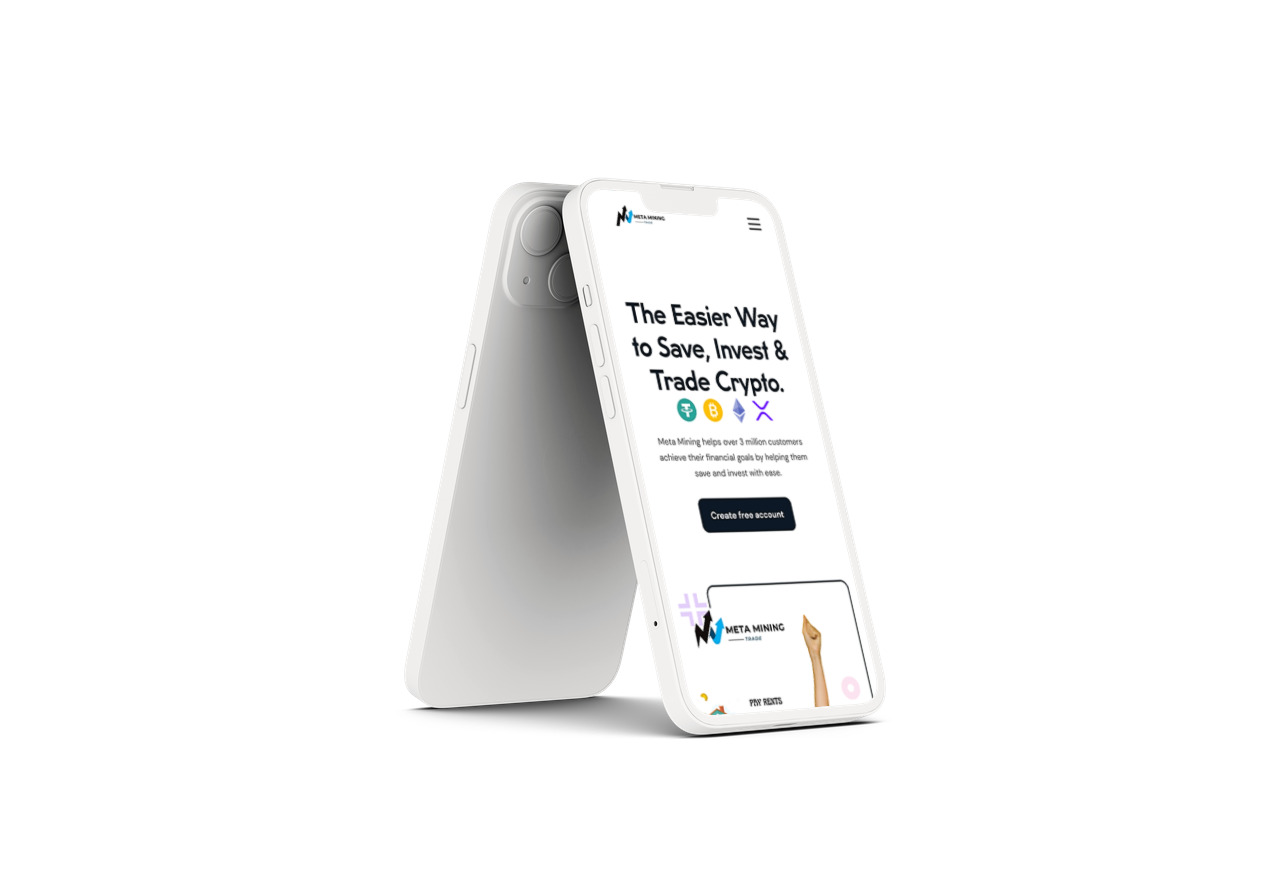 META MINING
TRADE
The Easier Way
to Save, Invest &
Trade Crypto.
Meta Mining helps over 3 million customers
achieve their financial goals by helping them
save and invest with ease.
Create free account
META MINING
TRADE
PAY RENTS